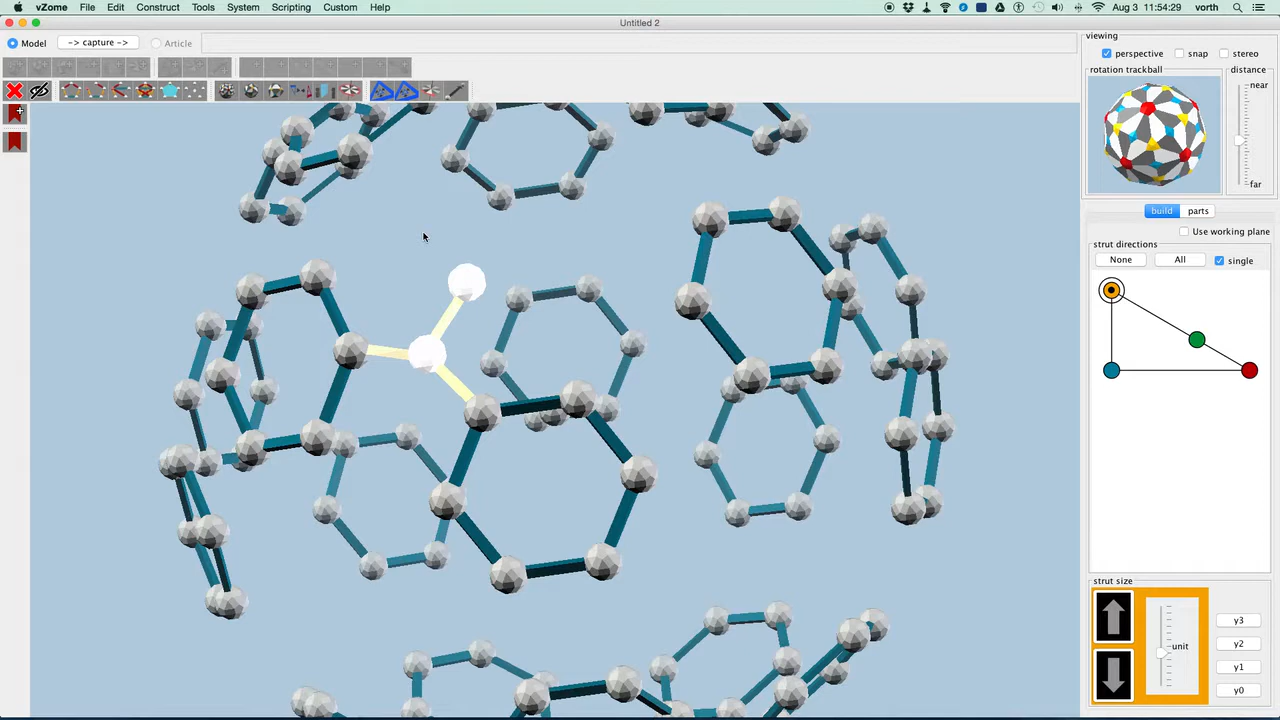 vZome File Edit Construct Tools System Scripting Custom Help Aug 3 11:54:29 vorth
Untitled 2
Model -> capture -> Article
viewing
perspective snap stereo
rotation trackball distance
near
far
build parts
Use working plane
strut directions
None All single
strut size
unit
y3
y2
y1
y0